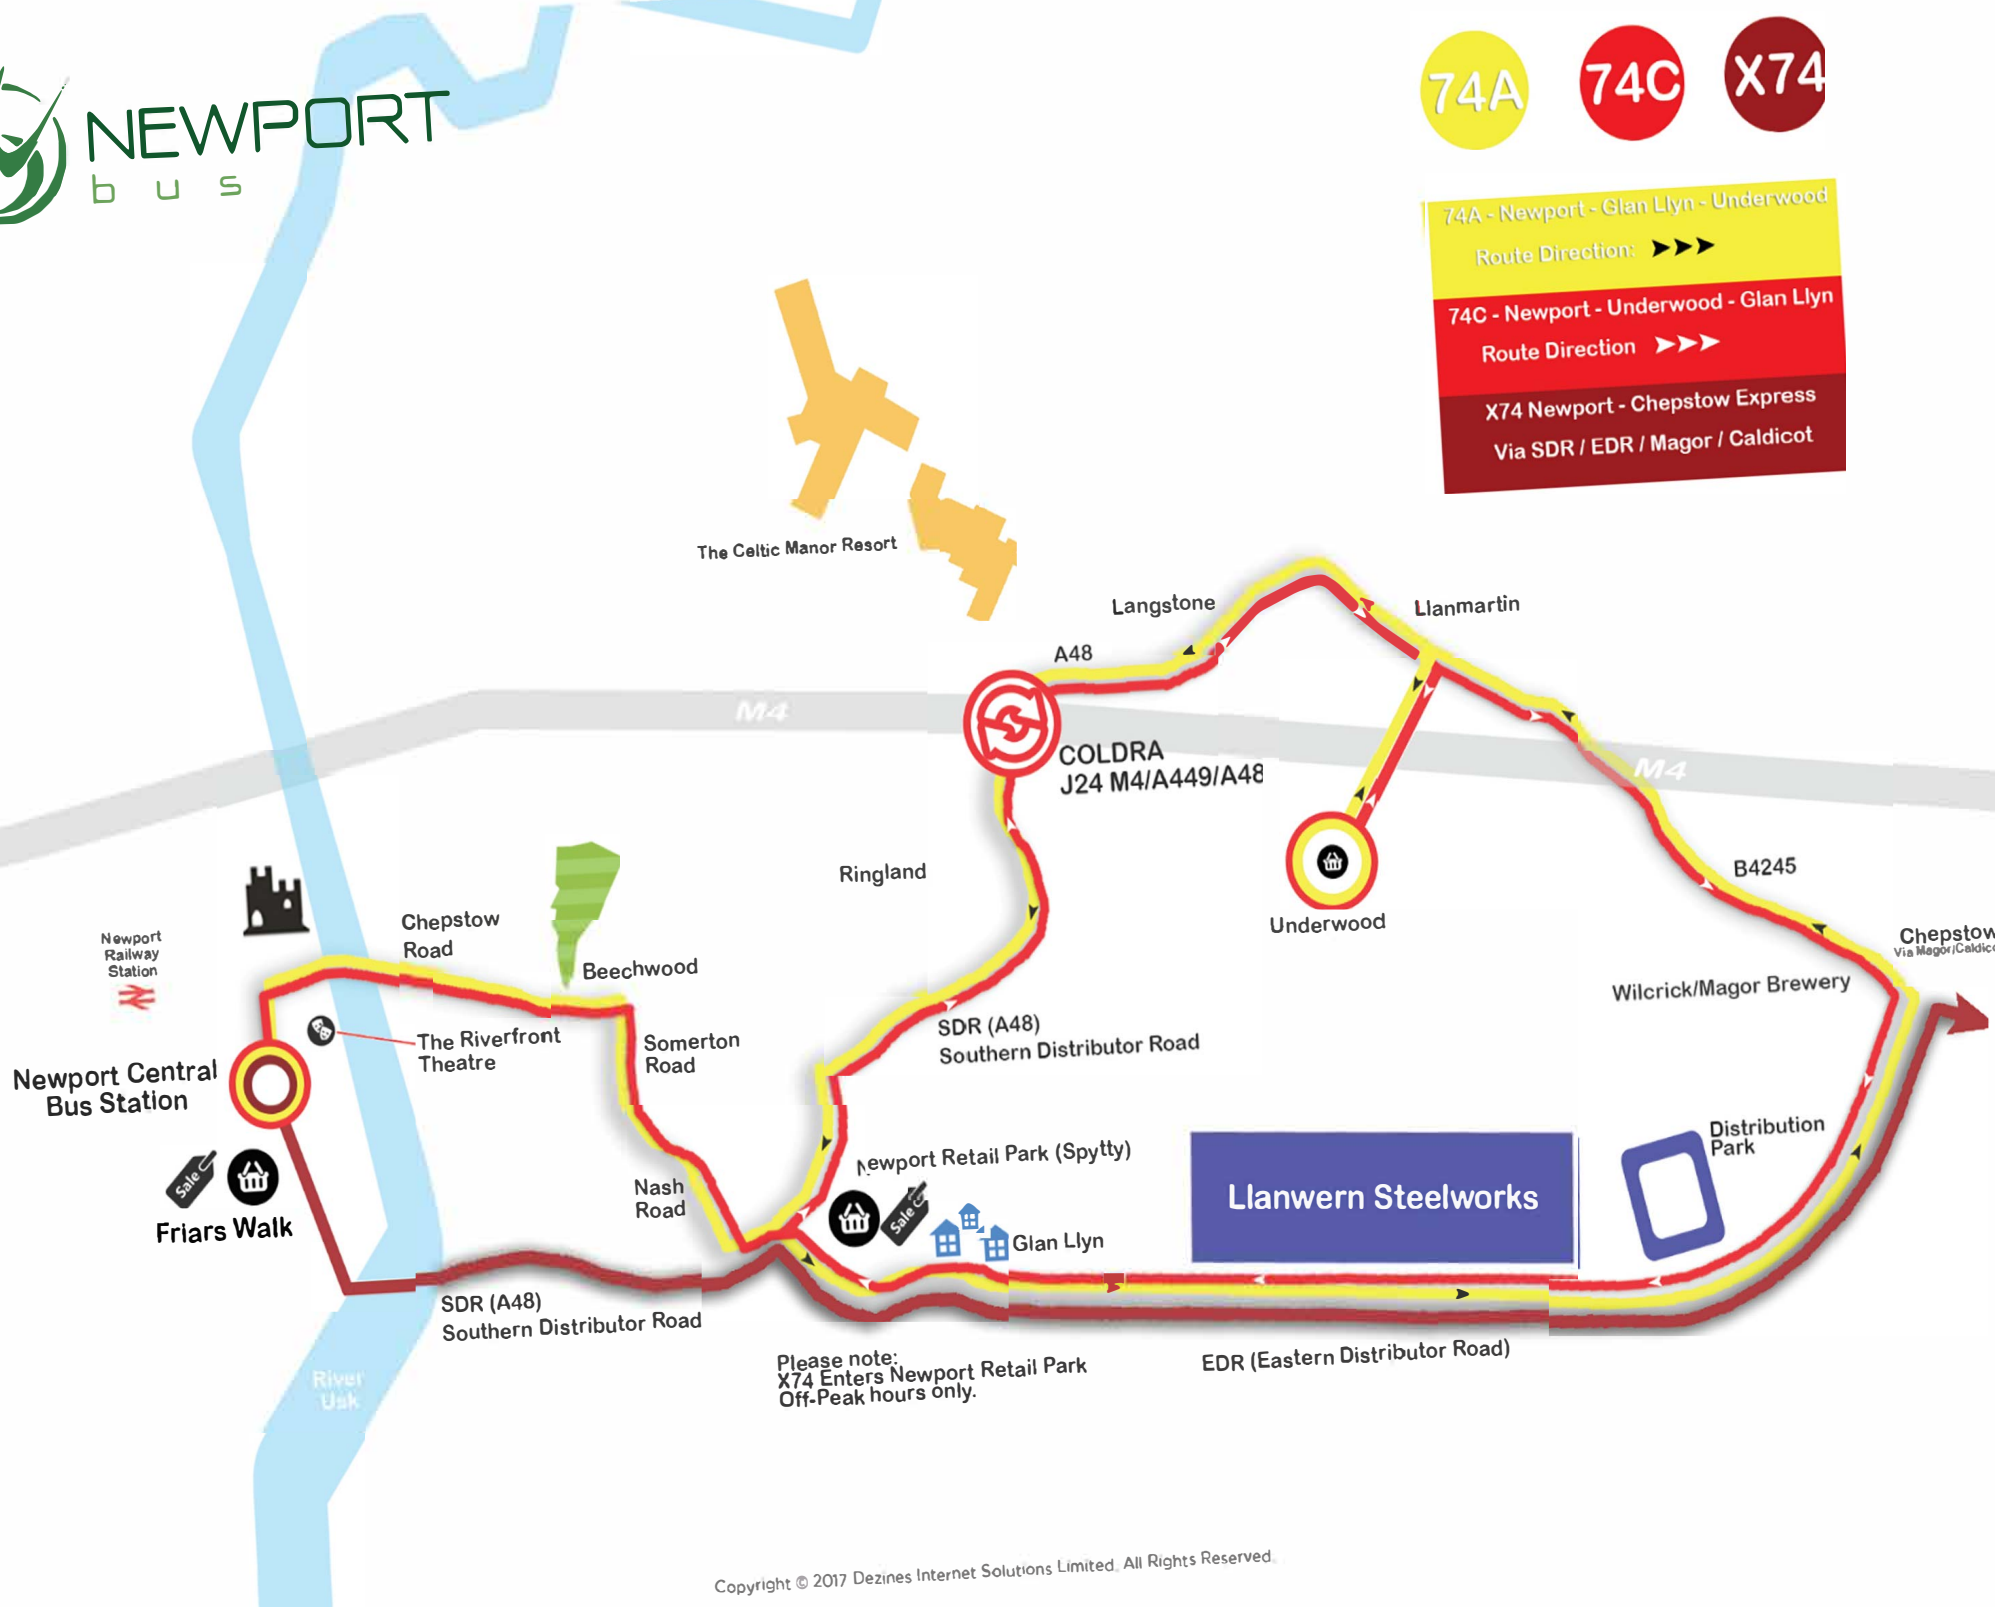 NEWPORT
bus
74A
74C
X74
74A - Newport - Glan Llyn - Underwood
Route Direction:
74C - Newport - Underwood - Glan Llyn
Route Direction
X74 Newport - Chepstow Express
Via SDR / EDR / Magor / Caldicot
The Celtic Manor Resort
Langstone
Llanmartin
A48
M4
COLDRA
J24 M4/A449/A48
M4
Ringland
B4245
Underwood
Chepstow
Road
Newport
Railway
Station
Beechwood
Chepstow
Via Magor/Caldico
Wilcrick/Magor Brewery
The Riverfront
Theatre
Somerton
Road
SDR (A48)
Southern Distributor Road
Newport Central
Bus Station
Distribution
Park
Newport Retail Park (Spytty)
Sale
Friars Walk
Nash
Road
Sale
Llanwern Steelworks
Glan Llyn
SDR (A48)
Southern Distributor Road
EDR (Eastern Distributor Road)
Please note:
X74 Enters Newport Retail Park
Off-Peak hours only.
River
Usk
Copyright © 2017 Dezines Internet Solutions Limited. All Rights Reserved.